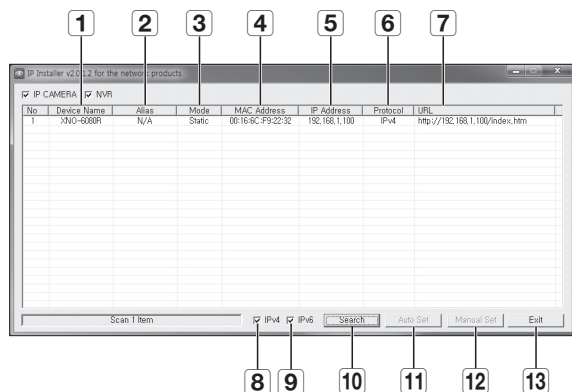 1 2 3 4 5 6 7
IP Installer v2.0.1.2 for the network products
IP CAMERA NVR
No Device Name Alias Mode MAC Address IP Address Protocol URL
1 XNO-6080R N/A Static 00:16:6C:F9:22:32 192,168,1,100 IPv4 http://192,168,1,100/index,htm
Scan 1 Item IPv4 IPv6 Search Auto Set Manual Set Exit
8 9 10 11 12 13